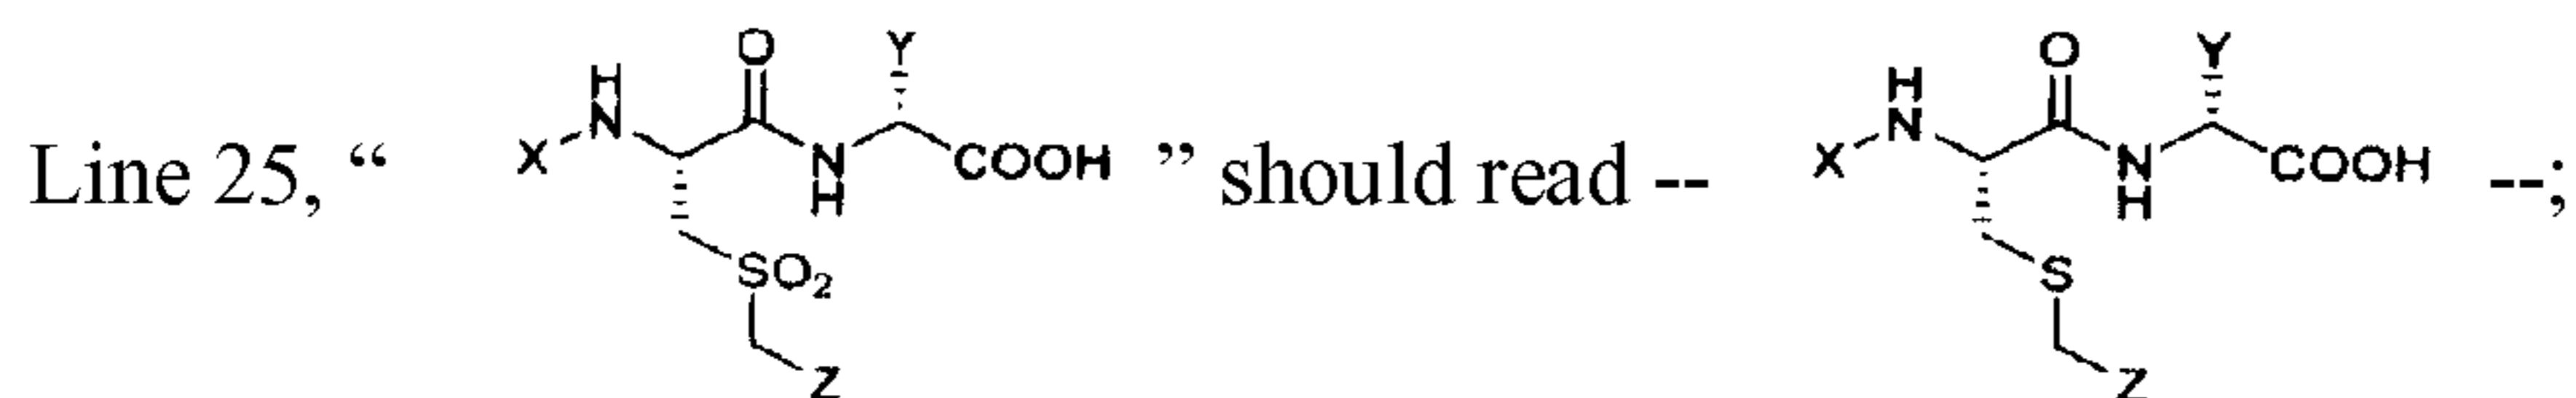 Line 25, “ X N H O N H Y COOH SO2 Z ” should read -- X N H O N H Y COOH S Z --;